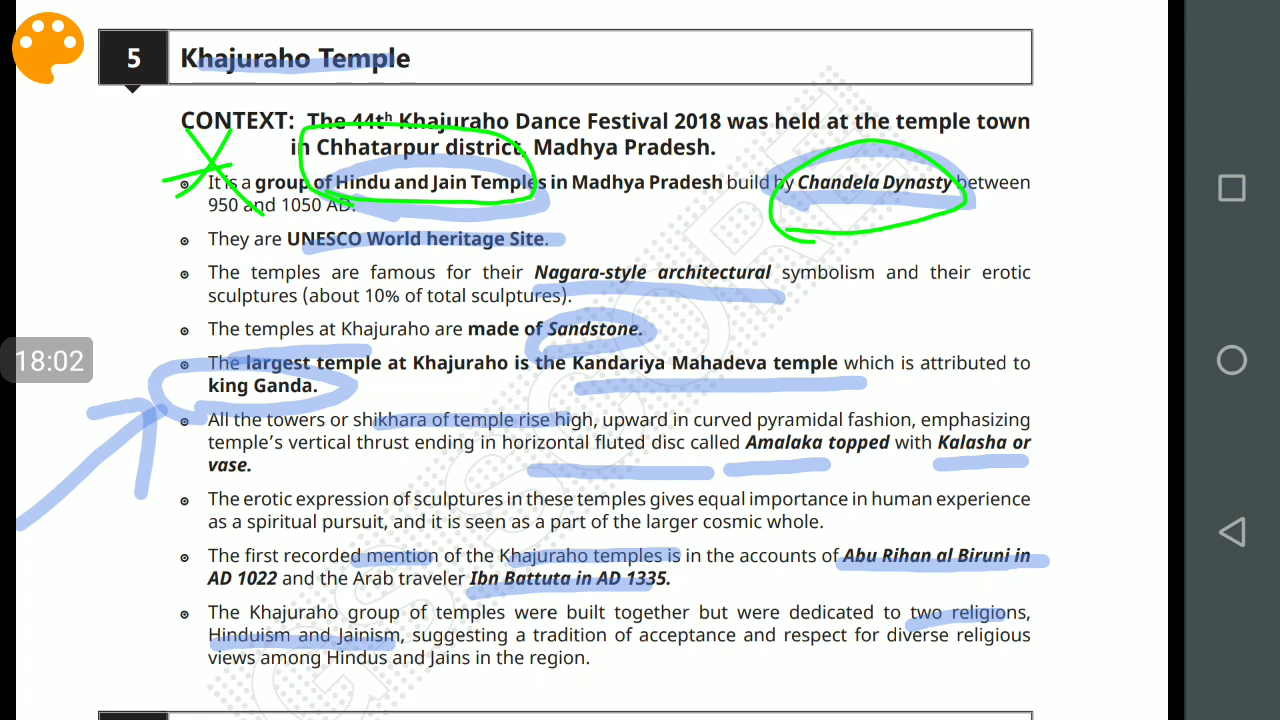 5 Khajuraho Temple
CONTEXT: The 44th Khajuraho Dance Festival 2018 was held at the temple town
in Chhatarpur district, Madhya Pradesh.
It is a group of Hindu and Jain Temples in Madhya Pradesh build by Chandela Dynasty between
950 and 1050 AD.
They are UNESCO World heritage Site.
The temples are famous for their Nagara-style architectural symbolism and their erotic
sculptures (about 10% of total sculptures).
The temples at Khajuraho are made of Sandstone.
18:02
The largest temple at Khajuraho is the Kandariya Mahadeva temple which is attributed to
king Ganda.
All the towers or shikhara of temple rise high, upward in curved pyramidal fashion, emphasizing
temple's vertical thrust ending in horizontal fluted disc called Amalaka topped with Kalasha or
vase.
The erotic expression of sculptures in these temples gives equal importance in human experience
as a spiritual pursuit, and it is seen as a part of the larger cosmic whole.
The first recorded mention of the Khajuraho temples is in the accounts of Abu Rihan al Biruni in
AD 1022 and the Arab traveler Ibn Battuta in AD 1335.
The Khajuraho group of temples were built together but were dedicated to two religions,
Hinduism and Jainism, suggesting a tradition of acceptance and respect for diverse religious
views among Hindus and Jains in the region.
GS SCORE